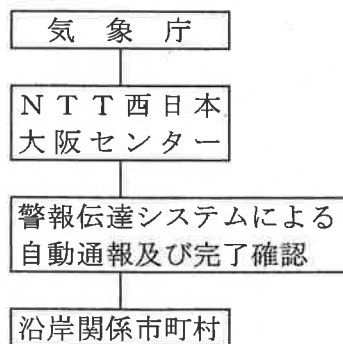 気象庁
NTT西日本
大阪センター
警報伝達システムによる
自動通報及び完了確認
沿岸関係市町村